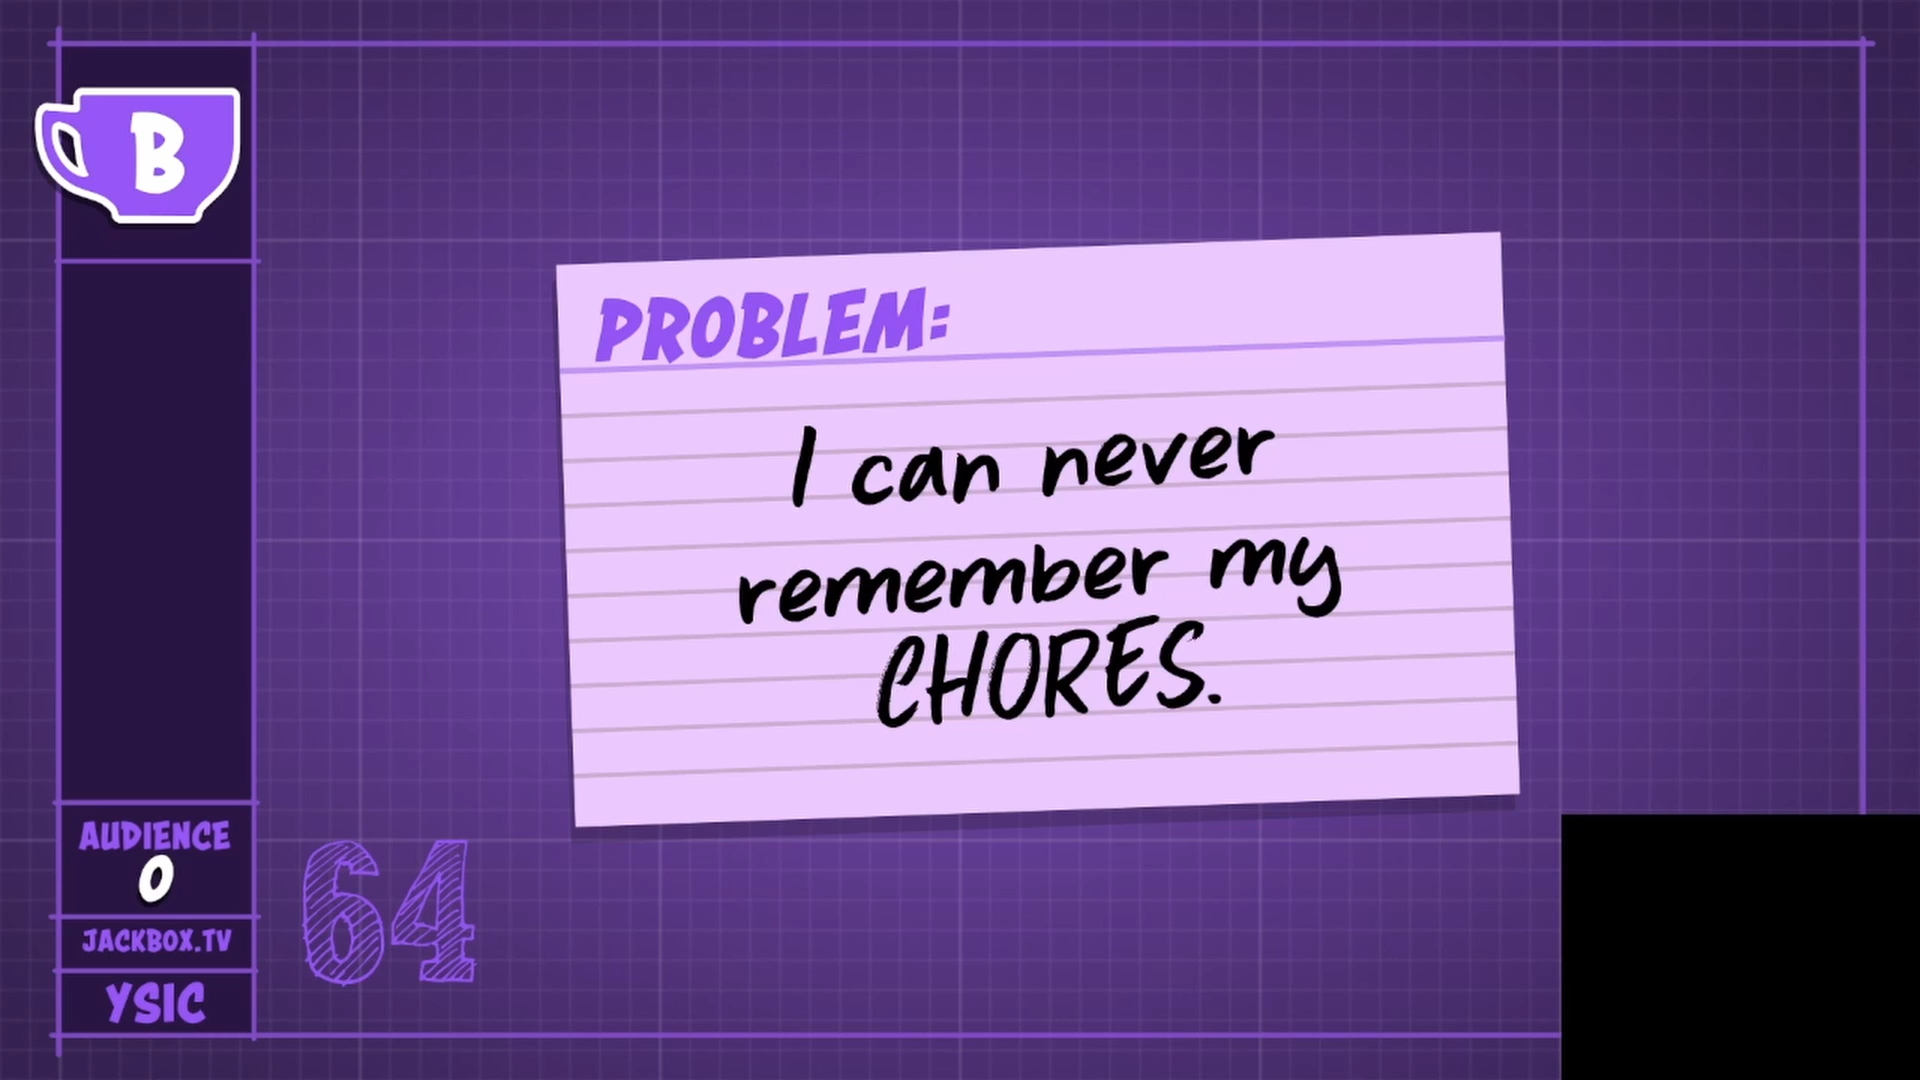 B
PROBLEM:
I can never
remember my
CHORES.
AUDIENCE
0
JACKBOX.TV
YSIC
64